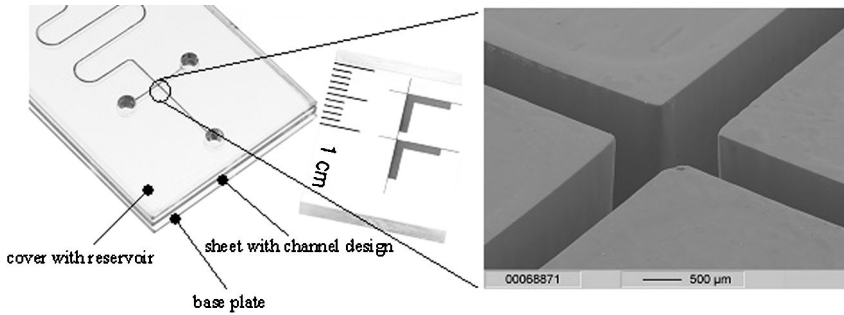 1 cm
cover with reservoir
sheet with channel design
base plate
00068871
500 µm